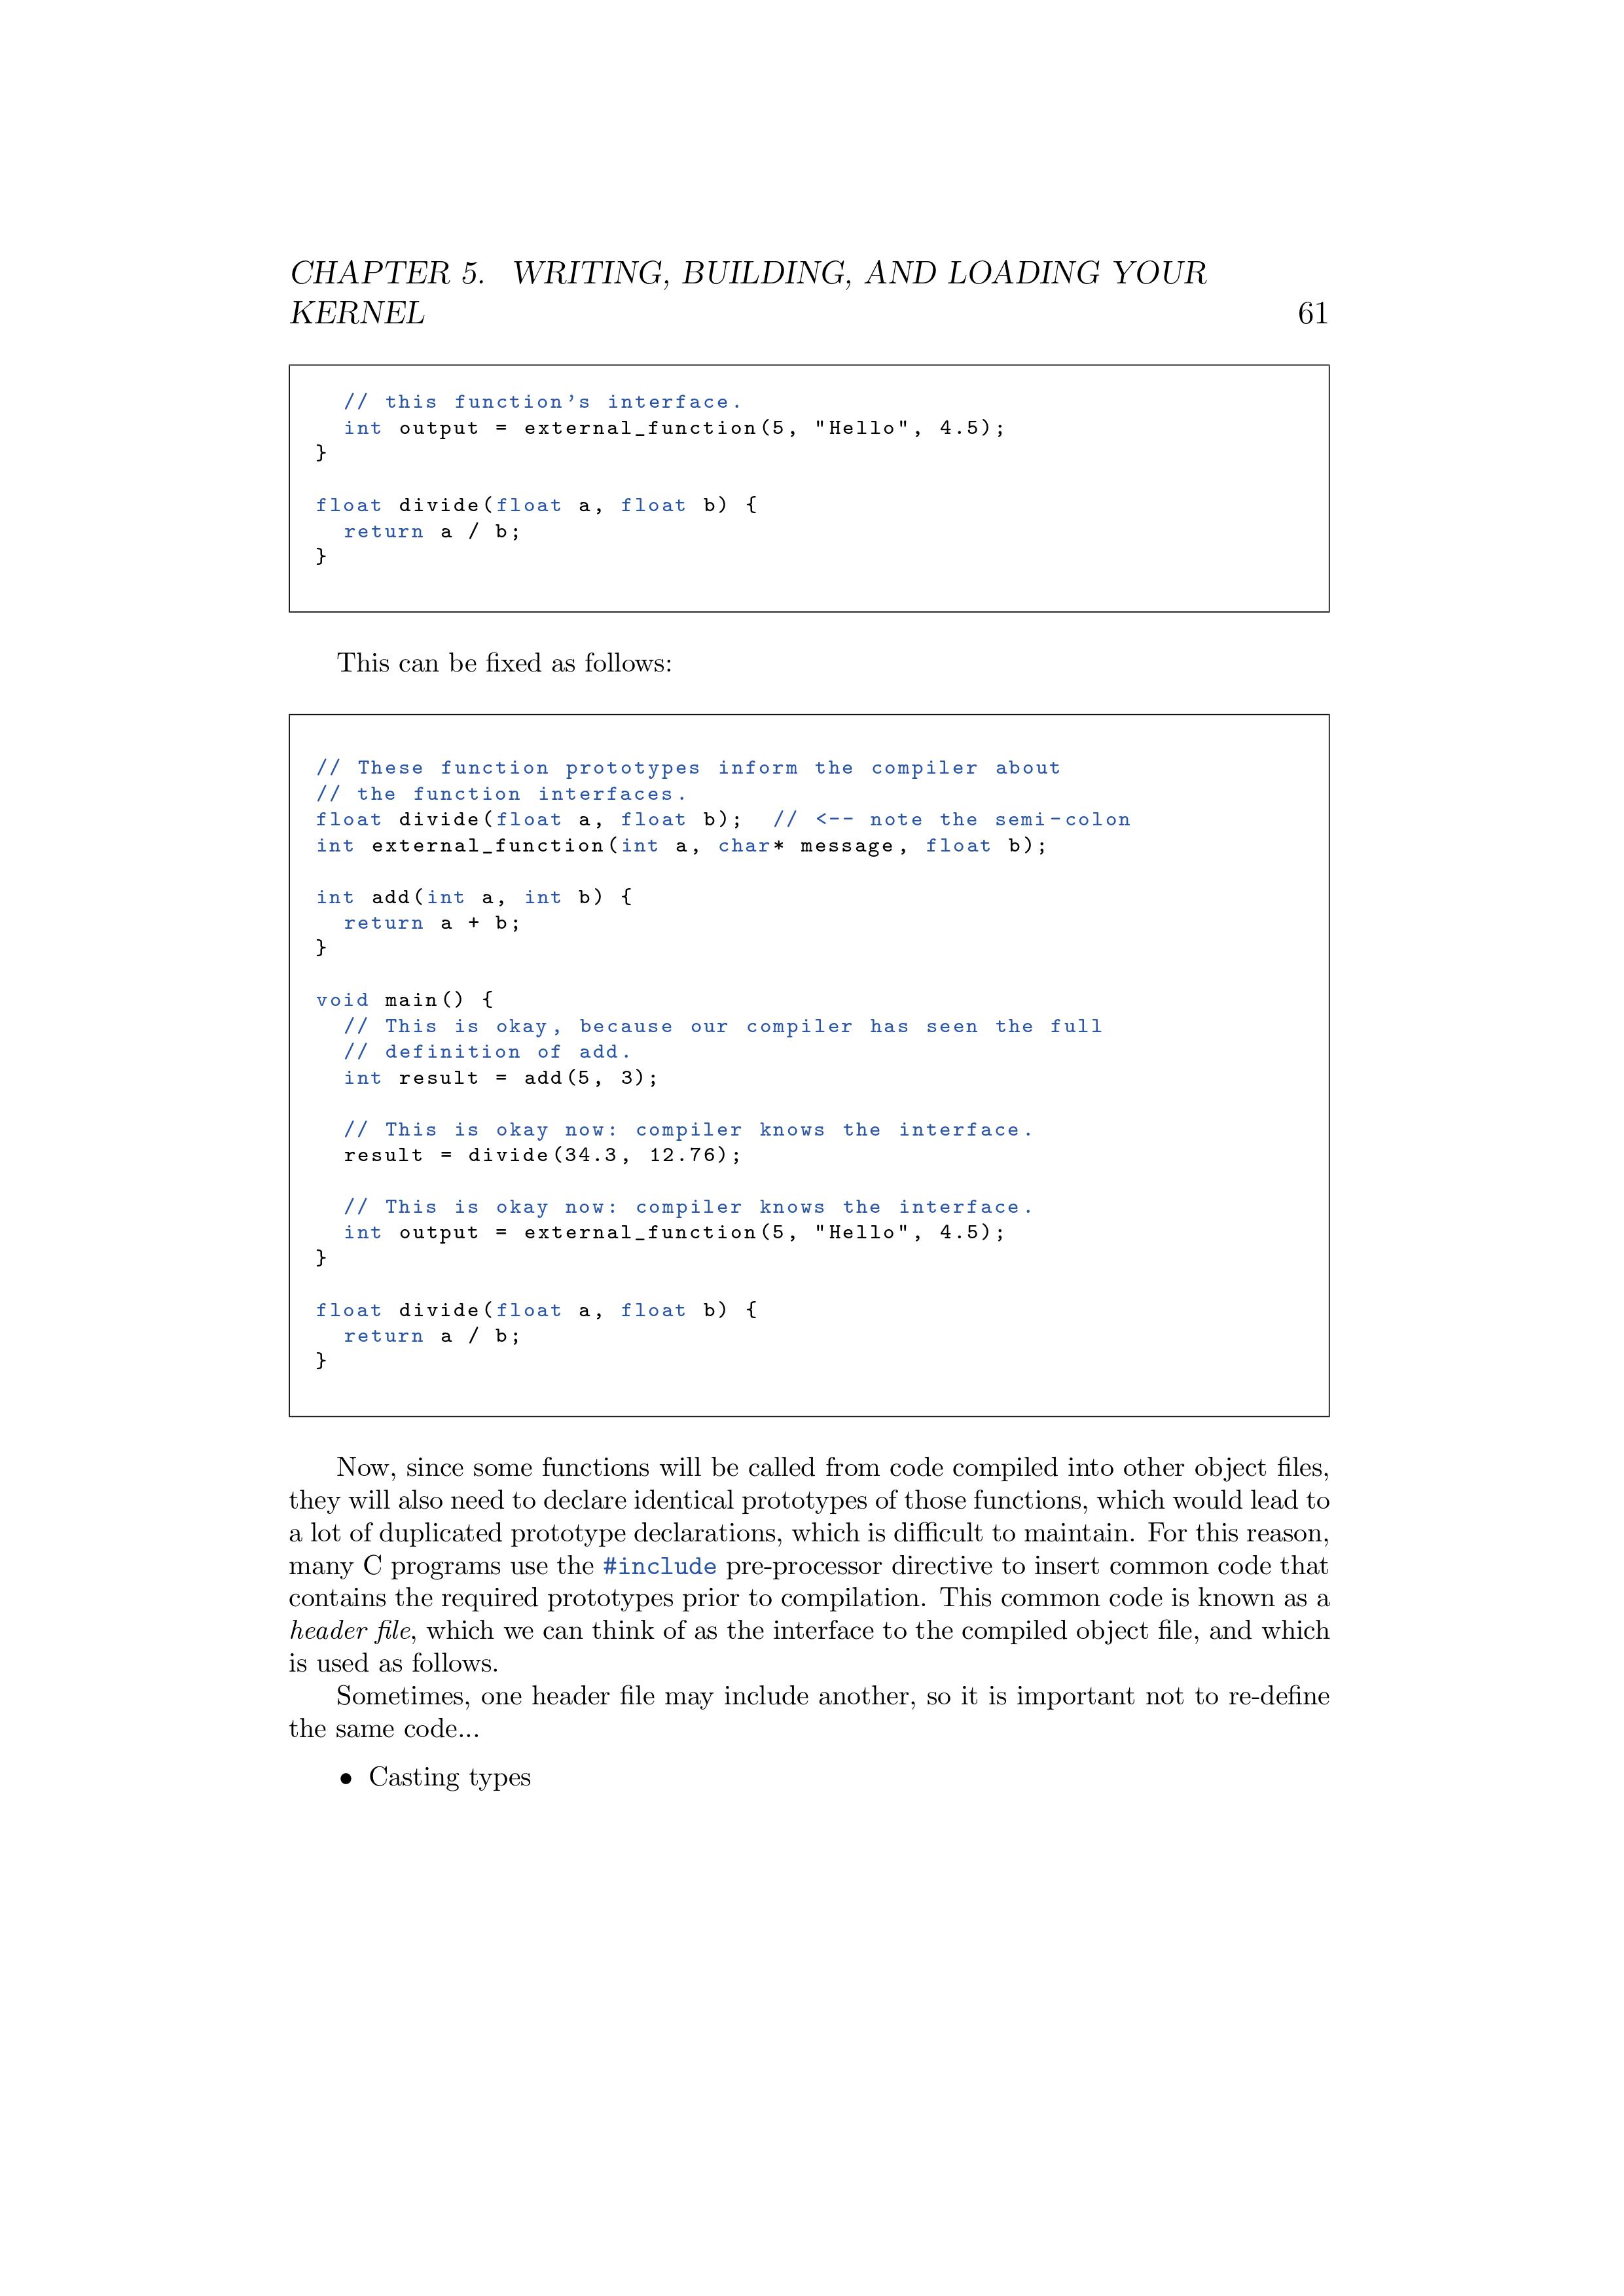 CHAPTER 5. WRITING, BUILDING, AND LOADING YOUR
KERNEL 61
// this function's interface.
int output = external_function(5, "Hello", 4.5);
}
float divide(float a, float b) {
return a / b;
}
This can be fixed as follows:
// These function prototypes inform the compiler about
// the function interfaces.
float divide(float a, float b); // <-- note the semi-colon
int external_function(int a, char* message, float b);
int add(int a, int b) {
return a + b;
}
void main() {
// This is okay, because our compiler has seen the full
// definition of add.
int result = add(5, 3);
// This is okay now: compiler knows the interface.
result = divide(34.3, 12.76);
// This is okay now: compiler knows the interface.
int output = external_function(5, "Hello", 4.5);
}
float divide(float a, float b) {
return a / b;
}
Now, since some functions will be called from code compiled into other object files,
they will also need to declare identical prototypes of those functions, which would lead to
a lot of duplicated prototype declarations, which is difficult to maintain. For this reason,
many C programs use the #include pre-processor directive to insert common code that
contains the required prototypes prior to compilation. This common code is known as a
header file, which we can think of as the interface to the compiled object file, and which
is used as follows.
Sometimes, one header file may include another, so it is important not to re-define
the same code...
• Casting types